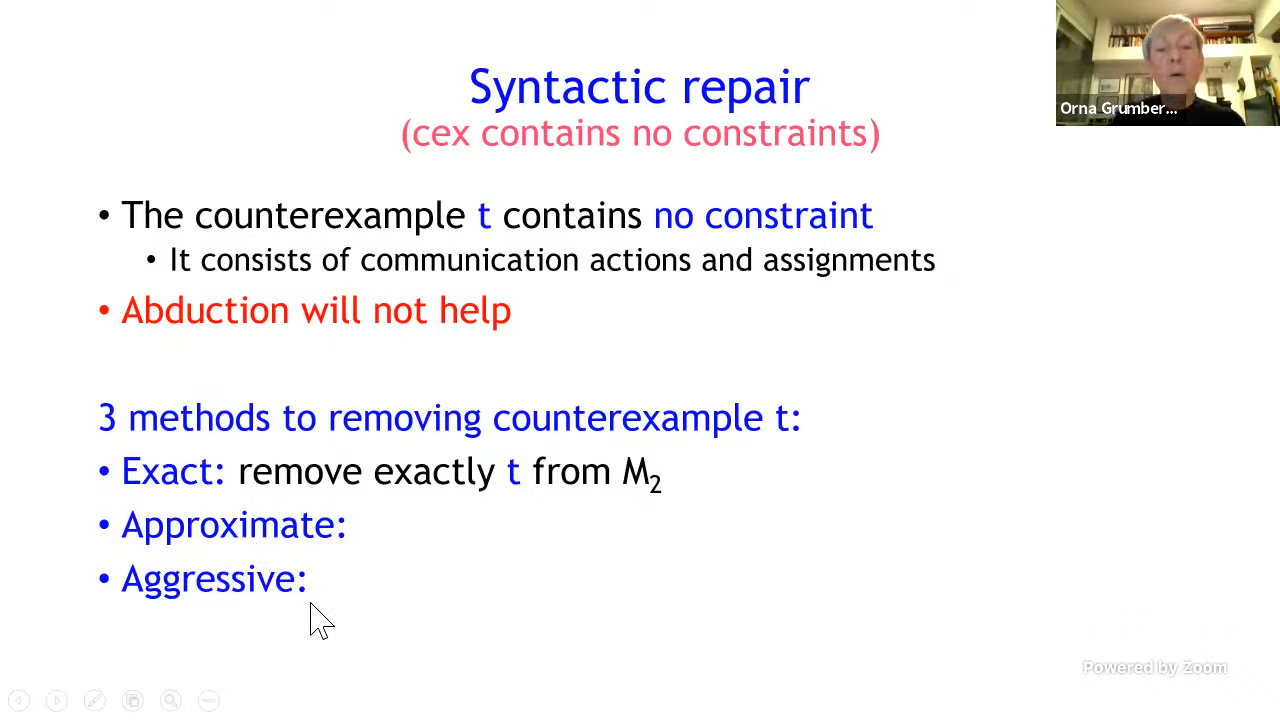 Syntactic repair
(cex contains no constraints)
Orna Grumber...
• The counterexample t contains no constraint
• It consists of communication actions and assignments
• Abduction will not help
3 methods to removing counterexample t:
• Exact: remove exactly t from M₂
• Approximate:
• Aggressive:
Powered by Zoom